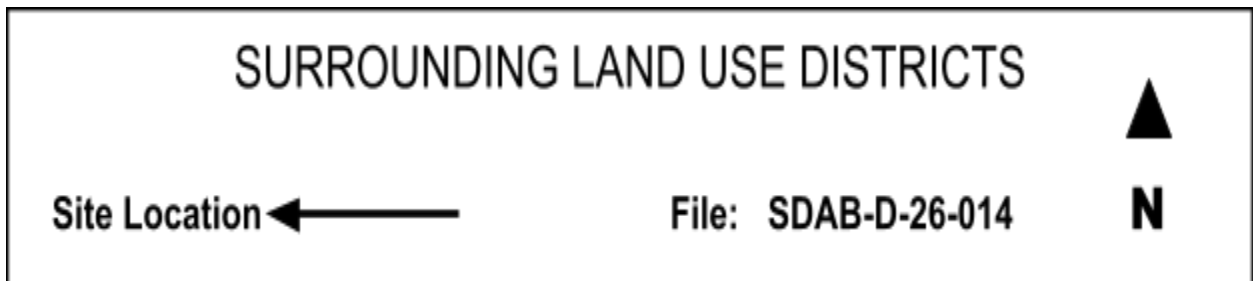 SURROUNDING LAND USE DISTRICTS
Site Location File: SDAB-D-26-014 N